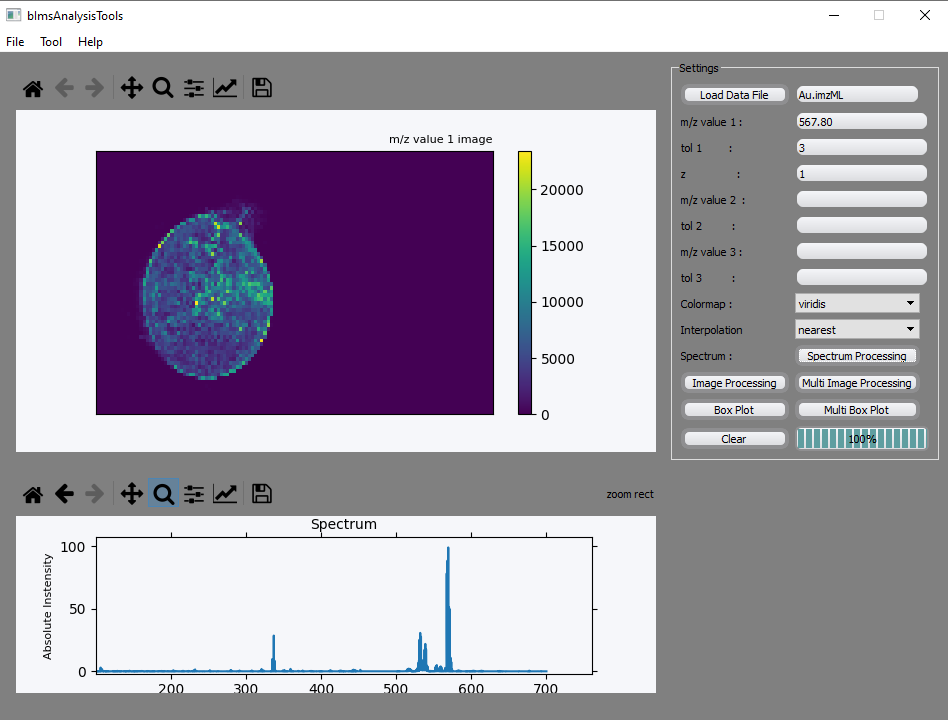 blmsAnalysisTools
File Tool Help
Settings
Load Data File Au.imzML
m/z value 1 : 567.80
tol 1 : 3
z : 1
m/z value 2 :
tol 2 :
m/z value 3 :
tol 3 :
Colormap : viridis
Interpolation nearest
Spectrum : Spectrum Processing
Image Processing Multi Image Processing
Box Plot Multi Box Plot
Clear 100%
m/z value 1 image
20000
15000
10000
5000
0
zoom rect
Spectrum
Absolute Instensity
100
50
0
200 300 400 500 600 700